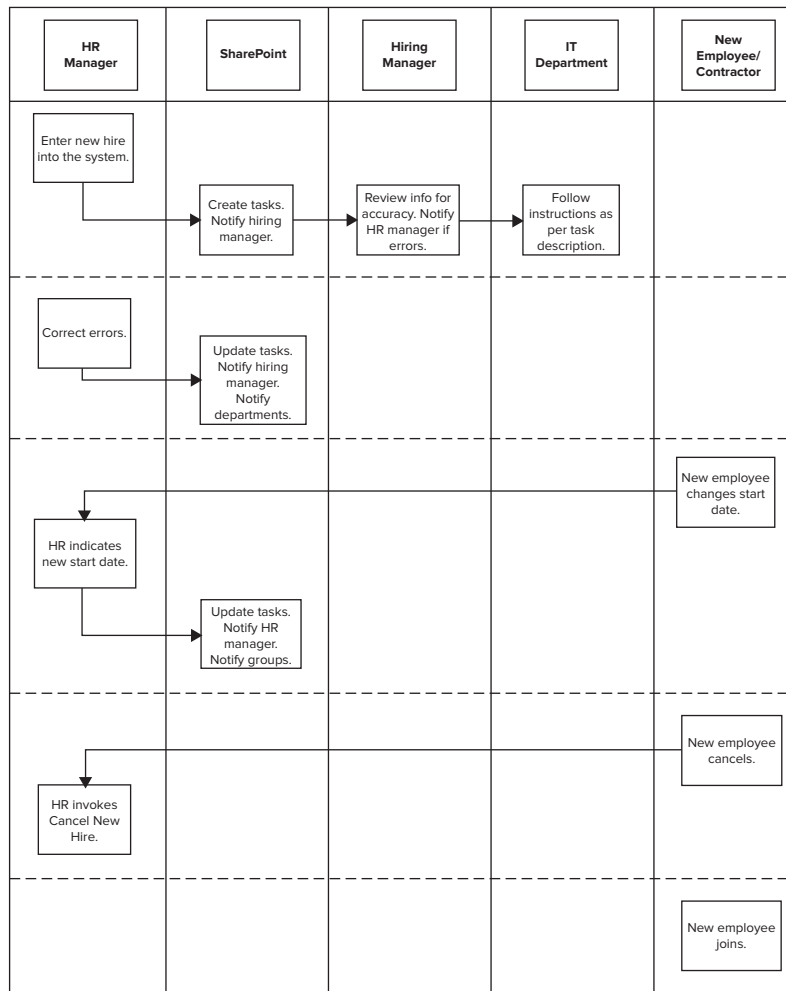 HR
Manager
SharePoint
Hiring
Manager
IT
Department
New
Employee/
Contractor
Enter new hire
into the system.
Create tasks.
Notify hiring
manager.
Review info for
accuracy. Notify
HR manager if
errors.
Follow
instructions as
per task
description.
Correct errors.
Update tasks.
Notify hiring
manager.
Notify
departments.
New employee
changes start
date.
HR indicates
new start date.
Update tasks.
Notify HR
manager.
Notify groups.
New employee
cancels.
HR invokes
Cancel New
Hire.
New employee
joins.